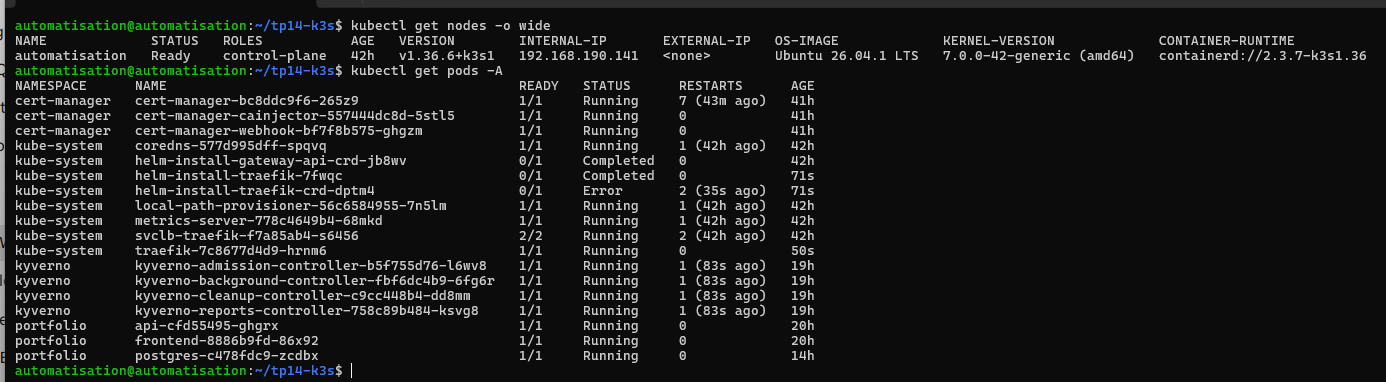 automatisation@automatisation:~/tp14-k3s$ kubectl get nodes -o wide
NAME STATUS ROLES AGE VERSION INTERNAL-IP EXTERNAL-IP OS-IMAGE KERNEL-VERSION CONTAINER-RUNTIME
automatisation Ready control-plane 42h v1.36.6+k3s1 192.168.190.141 <none> Ubuntu 26.04.1 LTS 7.0.0-42-generic (amd64) containerd://2.3.7-k3s1.36
automatisation@automatisation:~/tp14-k3s$ kubectl get pods -A
NAMESPACE NAME READY STATUS RESTARTS AGE
cert-manager cert-manager-bc8ddc9f6-265z9 1/1 Running 7 (43m ago) 41h
cert-manager cert-manager-cainjector-557444dc8d-5stl5 1/1 Running 0 41h
cert-manager cert-manager-webhook-bf7f8b575-ghgzm 1/1 Running 0 41h
kube-system coredns-577d995dff-spqvq 1/1 Running 1 (42h ago) 42h
kube-system helm-install-gateway-api-crd-jb8wv 0/1 Completed 0 42h
kube-system helm-install-traefik-7fwqc 0/1 Completed 0 71s
kube-system helm-install-traefik-crd-dptm4 0/1 Error 2 (35s ago) 71s
kube-system local-path-provisioner-56c6584955-7n5lm 1/1 Running 1 (42h ago) 42h
kube-system metrics-server-778c4649b4-68mkd 1/1 Running 1 (42h ago) 42h
kube-system svclb-traefik-f7a85ab4-s6456 2/2 Running 2 (42h ago) 42h
kube-system traefik-7c8677d4d9-hrnm6 1/1 Running 0 50s
kyverno kyverno-admission-controller-b5f755d76-l6wv8 1/1 Running 1 (83s ago) 19h
kyverno kyverno-background-controller-fbf6dc4b9-6fg6r 1/1 Running 1 (83s ago) 19h
kyverno kyverno-cleanup-controller-c9cc448b4-dd8mm 1/1 Running 1 (83s ago) 19h
kyverno kyverno-reports-controller-758c89b484-ksvg8 1/1 Running 1 (83s ago) 19h
portfolio api-cfd55495-ghgrx 1/1 Running 0 20h
portfolio frontend-8886b9fd-86x92 1/1 Running 0 20h
portfolio postgres-c478fdc9-zcdbx 1/1 Running 0 14h
automatisation@automatisation:~/tp14-k3s$